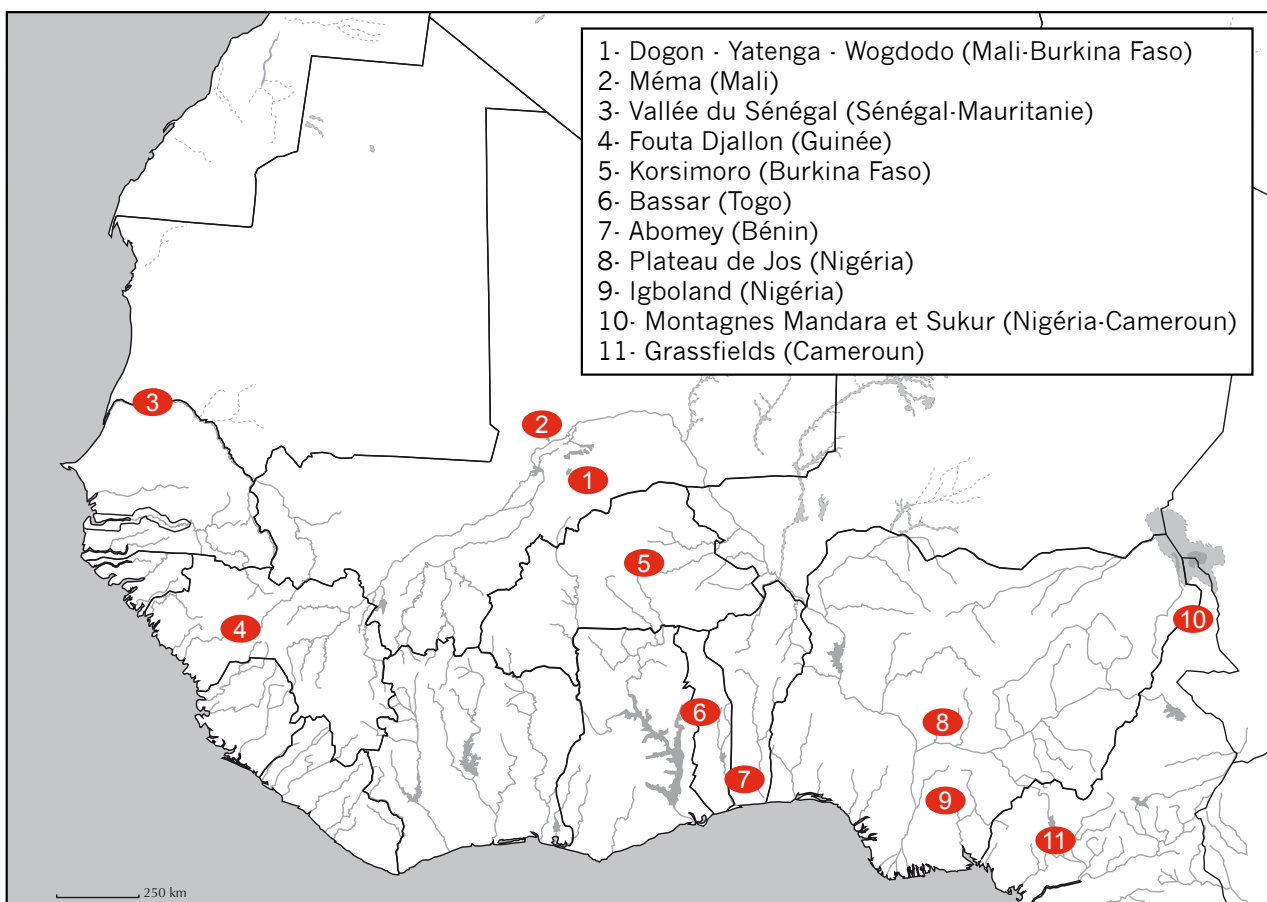 1- Dogon - Yatenga - Wogdodo (Mali-Burkina Faso)
2- Méma (Mali)
3- Vallée du Sénégal (Sénégal-Mauritanie)
4- Fouta Djallon (Guinée)
5- Korsimoro (Burkina Faso)
6- Bassar (Togo)
7- Abomey (Bénin)
8- Plateau de Jos (Nigéria)
9- Igboland (Nigéria)
10- Montagnes Mandara et Sukur (Nigéria-Cameroun)
11- Grassfields (Cameroun)
3
2
1
5
10
4
6
8
7
9
11
250 km